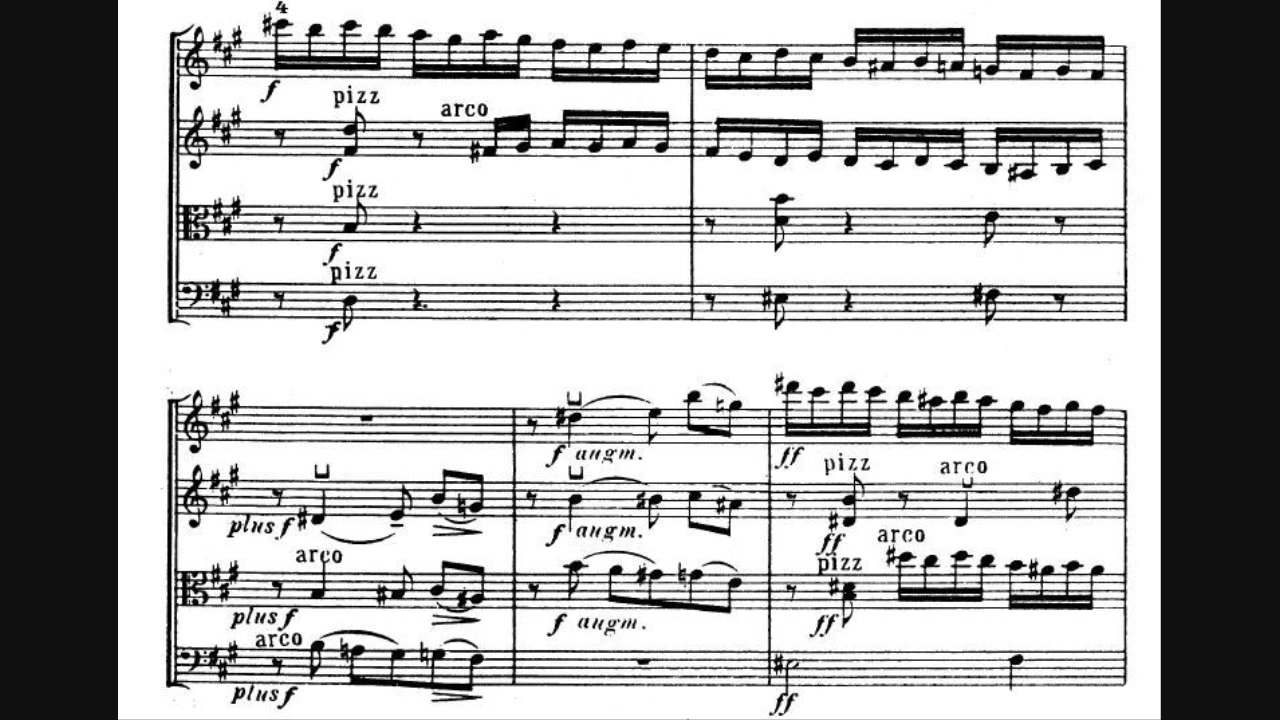 4
f
pizz
arco
f
pizz
f
pizz
f
f augm.
ff
pizz arco
plus f f augm.
ff
arco
arco
pizz
plus f f augm. ff
arco
plus f
ff